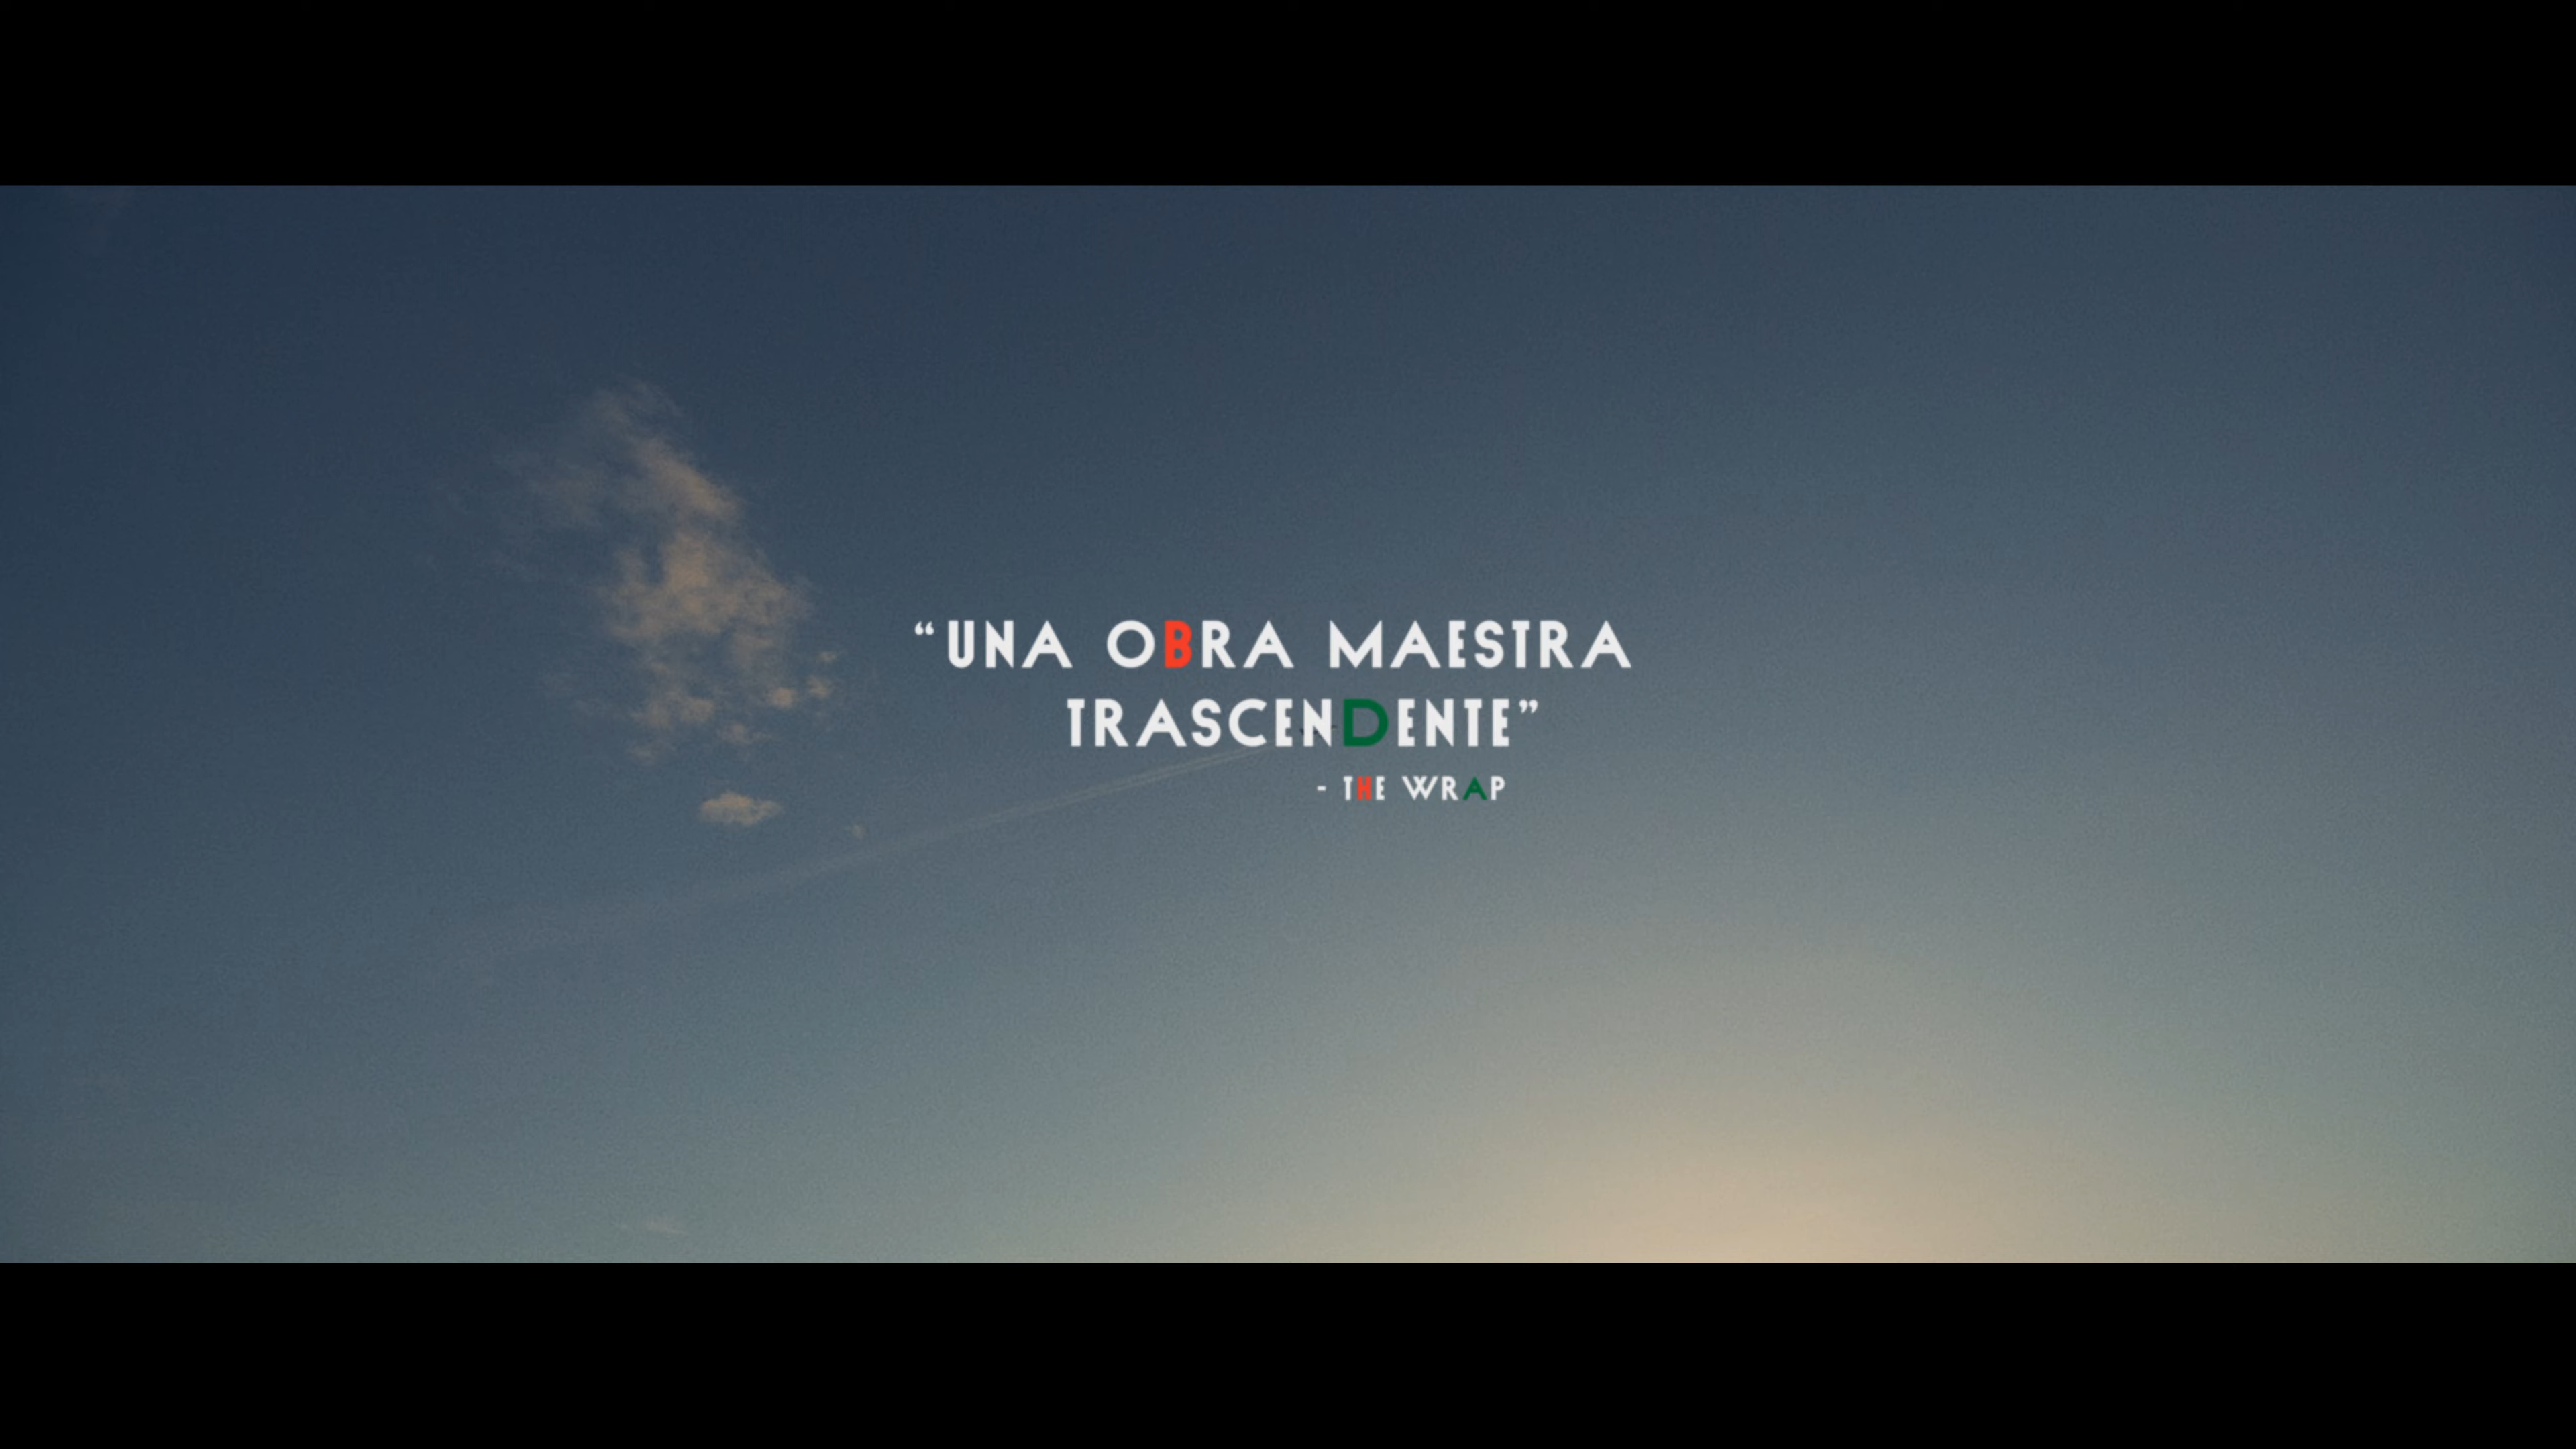 “UNA OBRA MAESTRA
TRASCENDENTE”
- THE WRAP